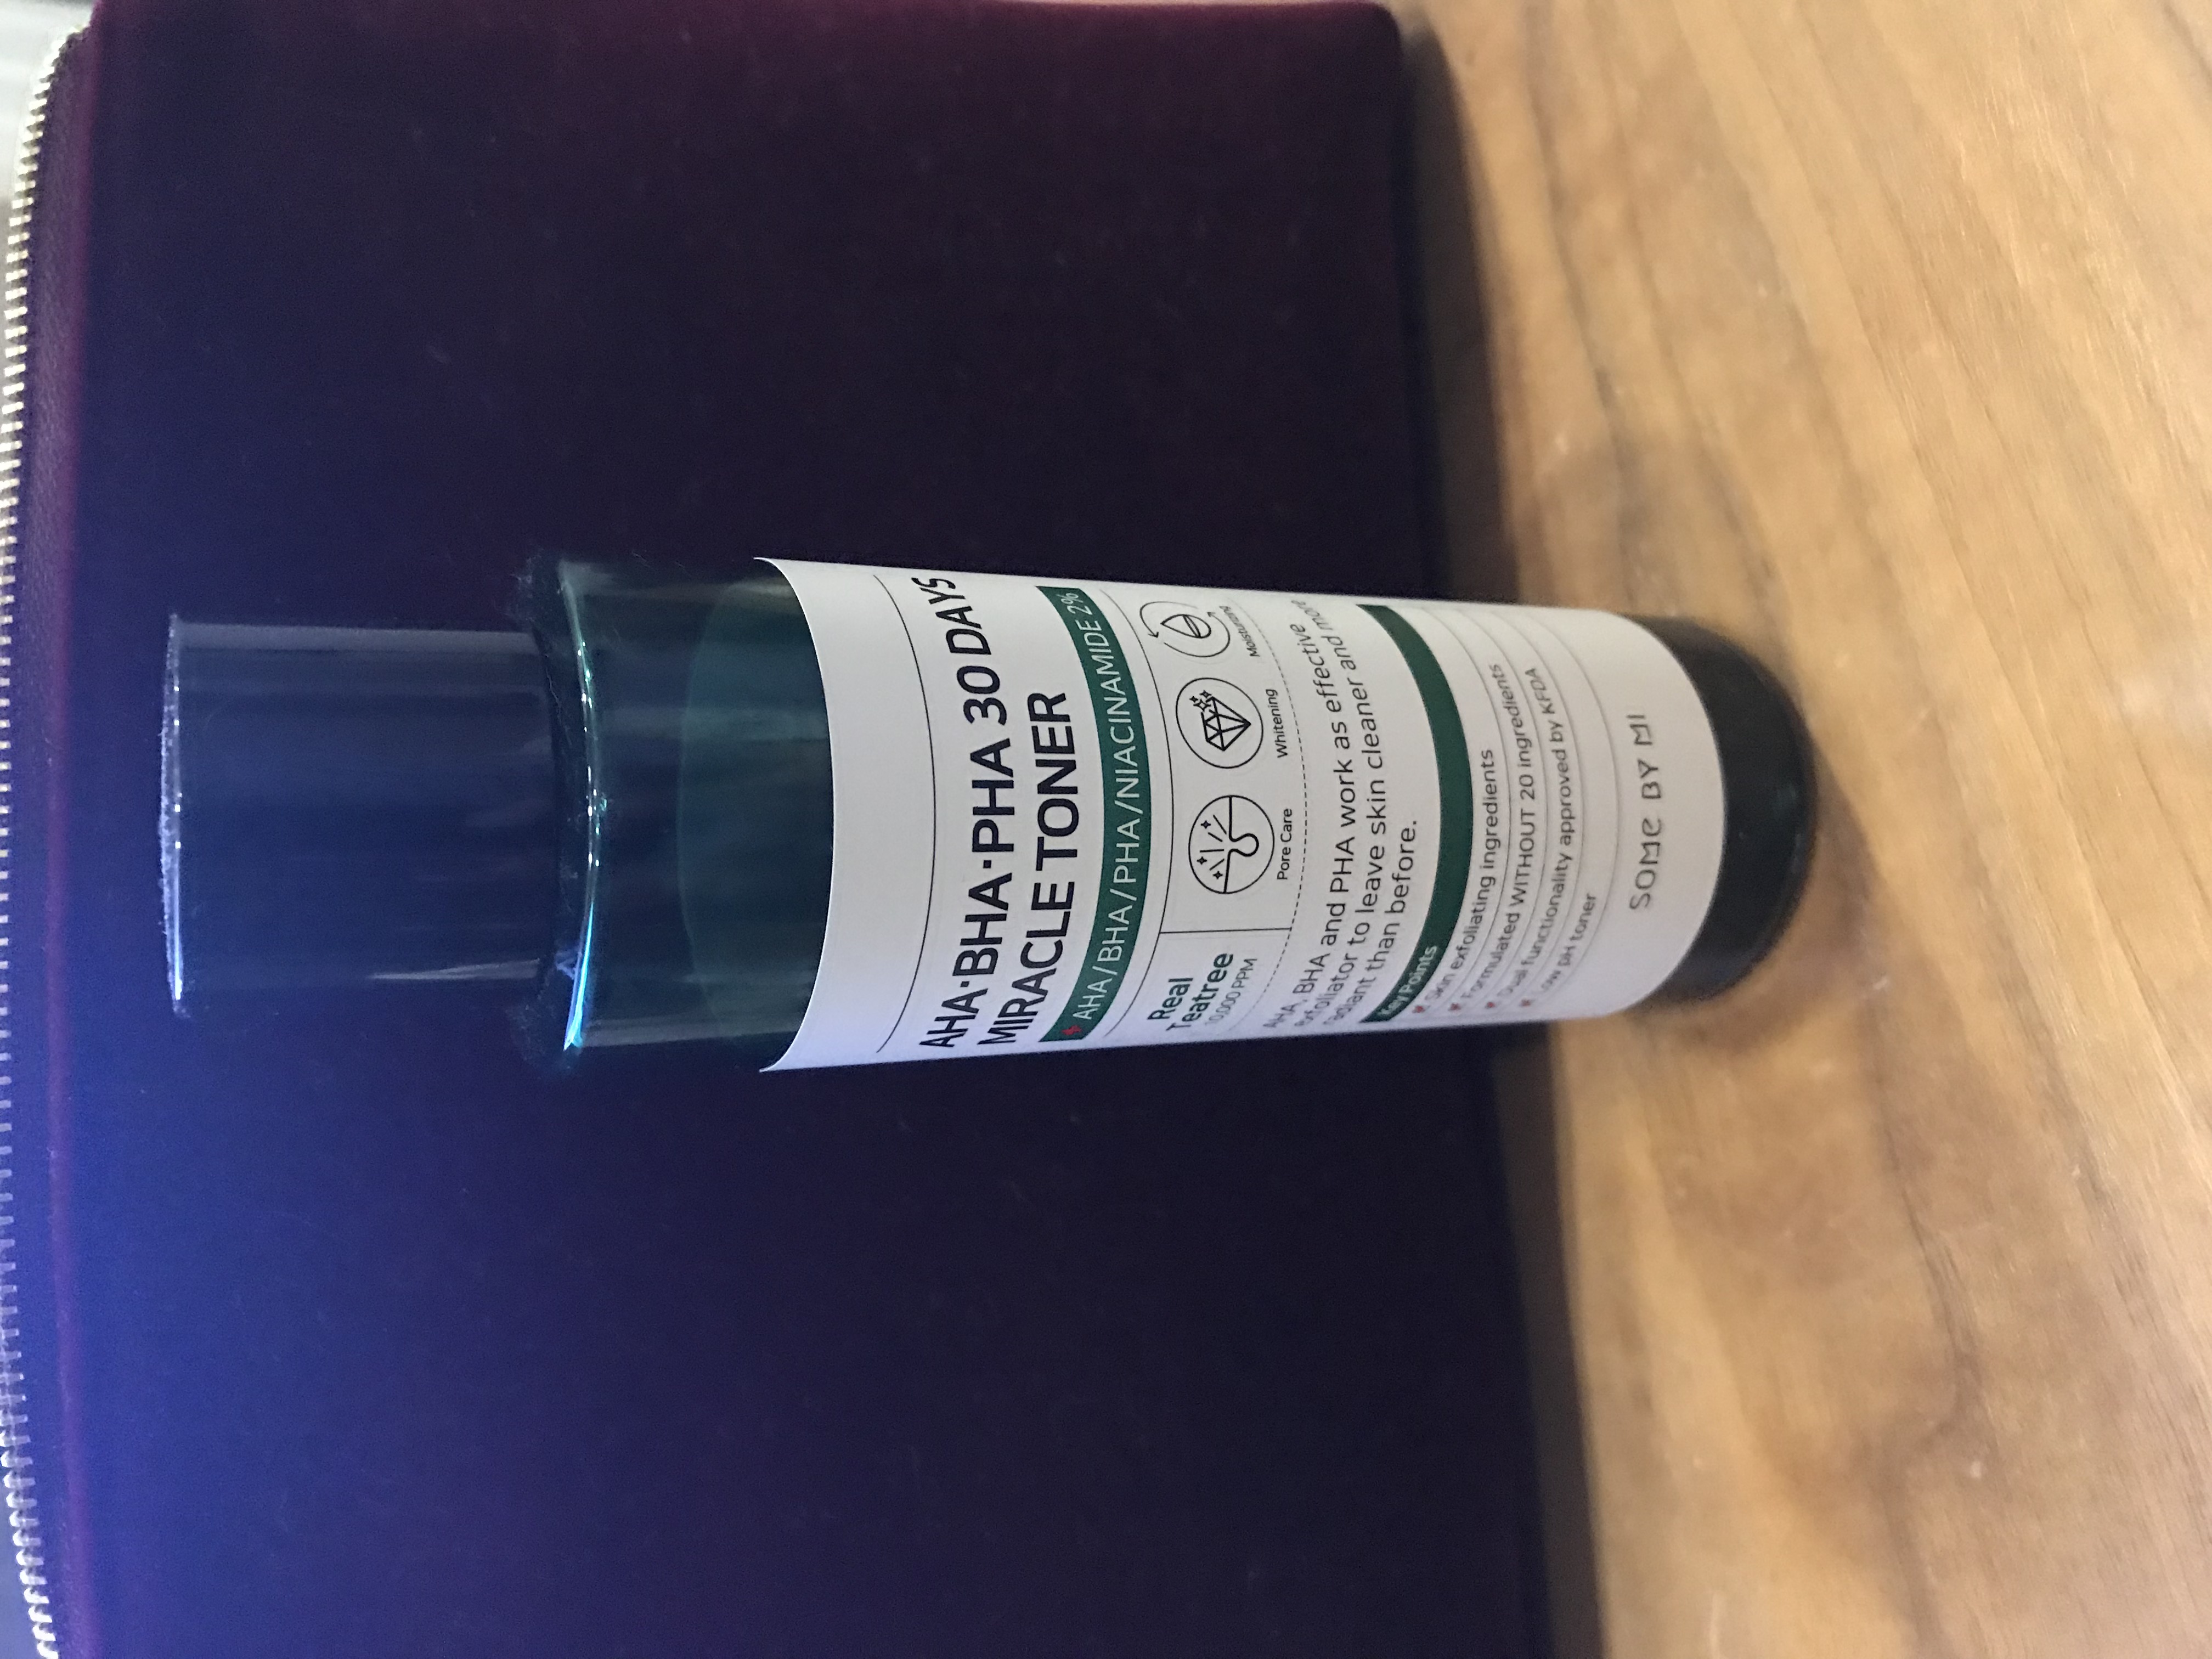 AHA·BHA·PHA 30 DAYS
MIRACLE TONER
AHA/BHA/PHA/NIACINAMIDE 2%
Real
Teatree
10,000 PPM
Pore Care
Whitening
Moisturizing
AHA, BHA and PHA work as effective
exfoliator to leave skin cleaner and more
radiant than before.
Key Points
Skin exfoliating ingredients
Formulated WITHOUT 20 ingredients
Dual functionality approved by KFDA
Low pH toner
SOME BY MI